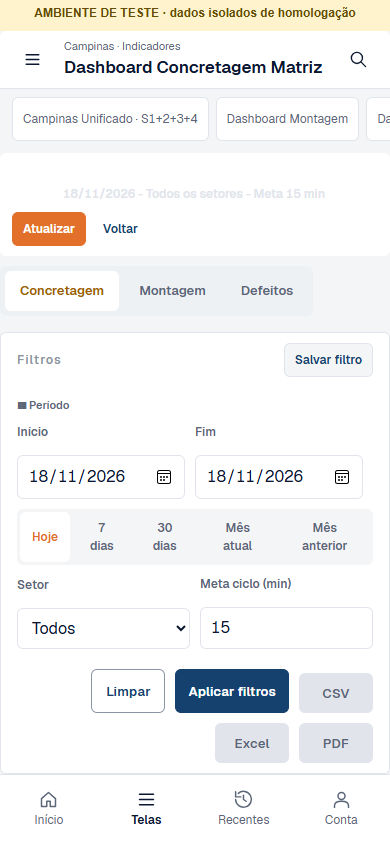 AMBIENTE DE TESTE · dados isolados de homologação
Campinas · Indicadores
Dashboard Concretagem Matriz
Campinas Unificado · S1+2+3+4
Dashboard Montagem
Da
18/11/2026 - Todos os setores - Meta 15 min
Atualizar
Voltar
Concretagem
Montagem
Defeitos
Filtros
Salvar filtro
Período
Início
Fim
18/11/2026
18/11/2026
Hoje
7
dias
30
dias
Mês
atual
Mês
anterior
Setor
Meta ciclo (min)
Todos
15
Limpar
Aplicar filtros
CSV
Excel
PDF
Início
Telas
Recentes
Conta